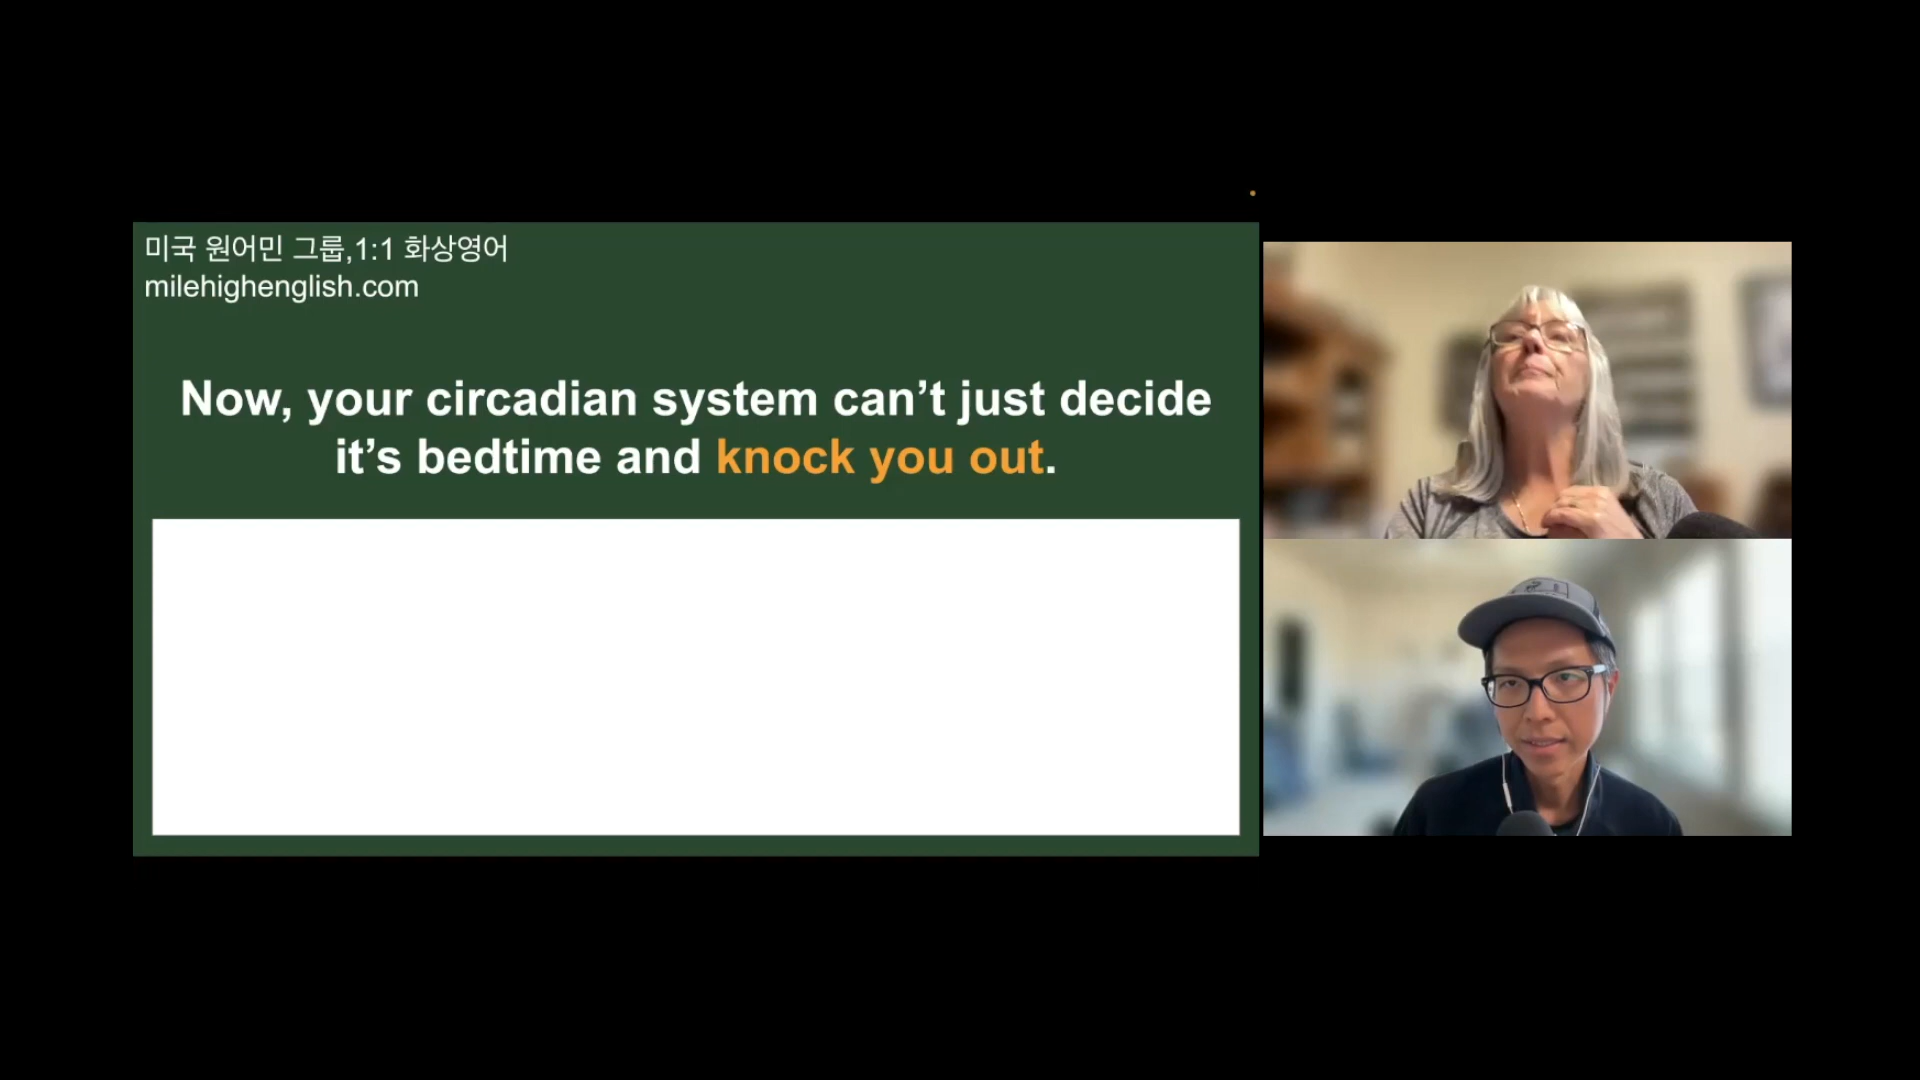 미국 원어민 그룹,1:1 화상영어
milehighenglish.com
Now, your circadian system can’t just decide
it’s bedtime and knock you out.